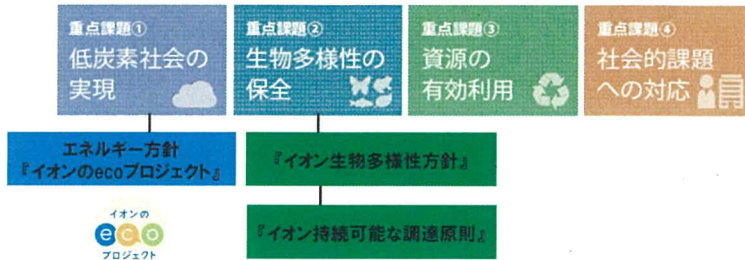 重点課題①
低炭素社会の
実現
重点課題②
生物多様性の
保全
重点課題③
資源の
有効利用
重点課題④
社会的課題
への対応
エネルギー方針
『イオンのecoプロジェクト』
『イオン生物多様性方針』
『イオン持続可能な調達原則』
イオンの
eco
プロジェクト